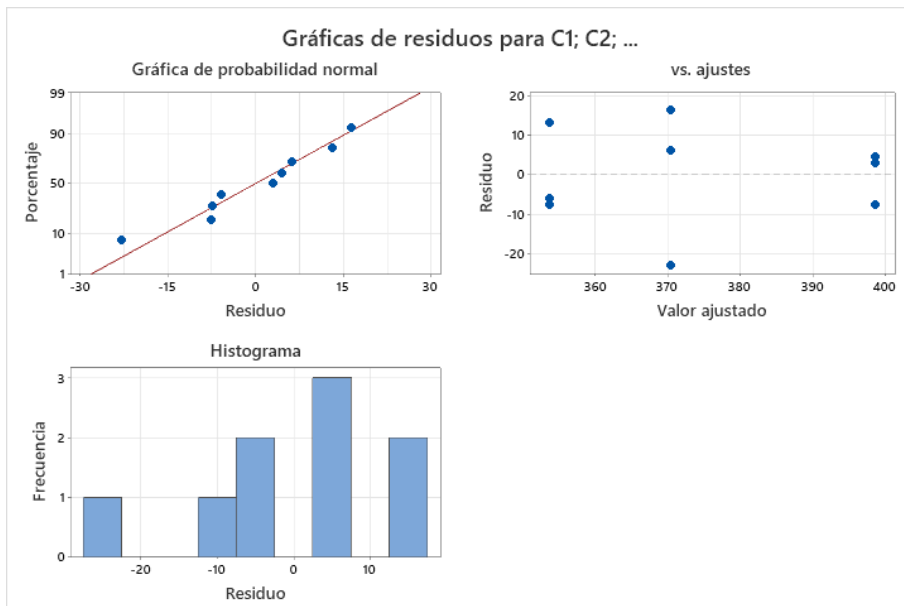 Gráficas de residuos para C1; C2; ...
Gráfica de probabilidad normal
99
90
50
10
1
Porcentaje
-30
-15
0
15
30
Residuo
vs. ajustes
20
10
0
-10
-20
Residuo
360
370
380
390
400
Valor ajustado
Histograma
3
2
1
0
Frecuencia
-20
-10
0
10
Residuo